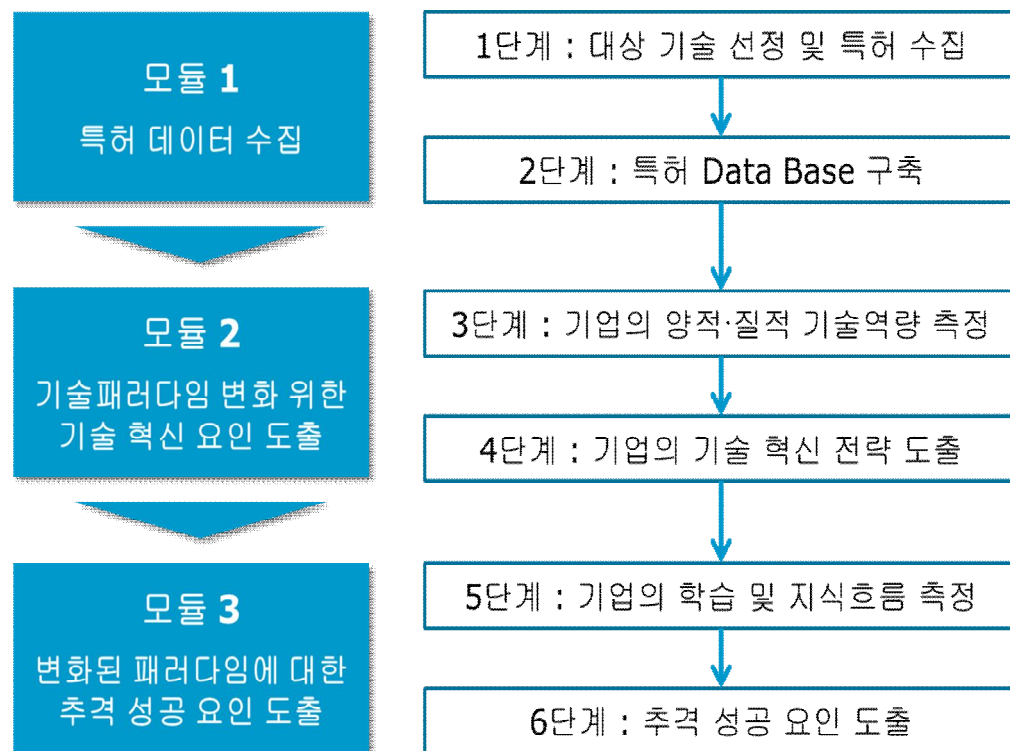 모듈 1
특허 데이터 수집
1단계 : 대상 기술 선정 및 특허 수집
2단계 : 특허 Data Base 구축
모듈 2
기술패러다임 변화 위한
기술 혁신 요인 도출
3단계 : 기업의 양적·질적 기술역량 측정
4단계 : 기업의 기술 혁신 전략 도출
모듈 3
변화된 패러다임에 대한
추격 성공 요인 도출
5단계 : 기업의 학습 및 지식흐름 측정
6단계 : 추격 성공 요인 도출